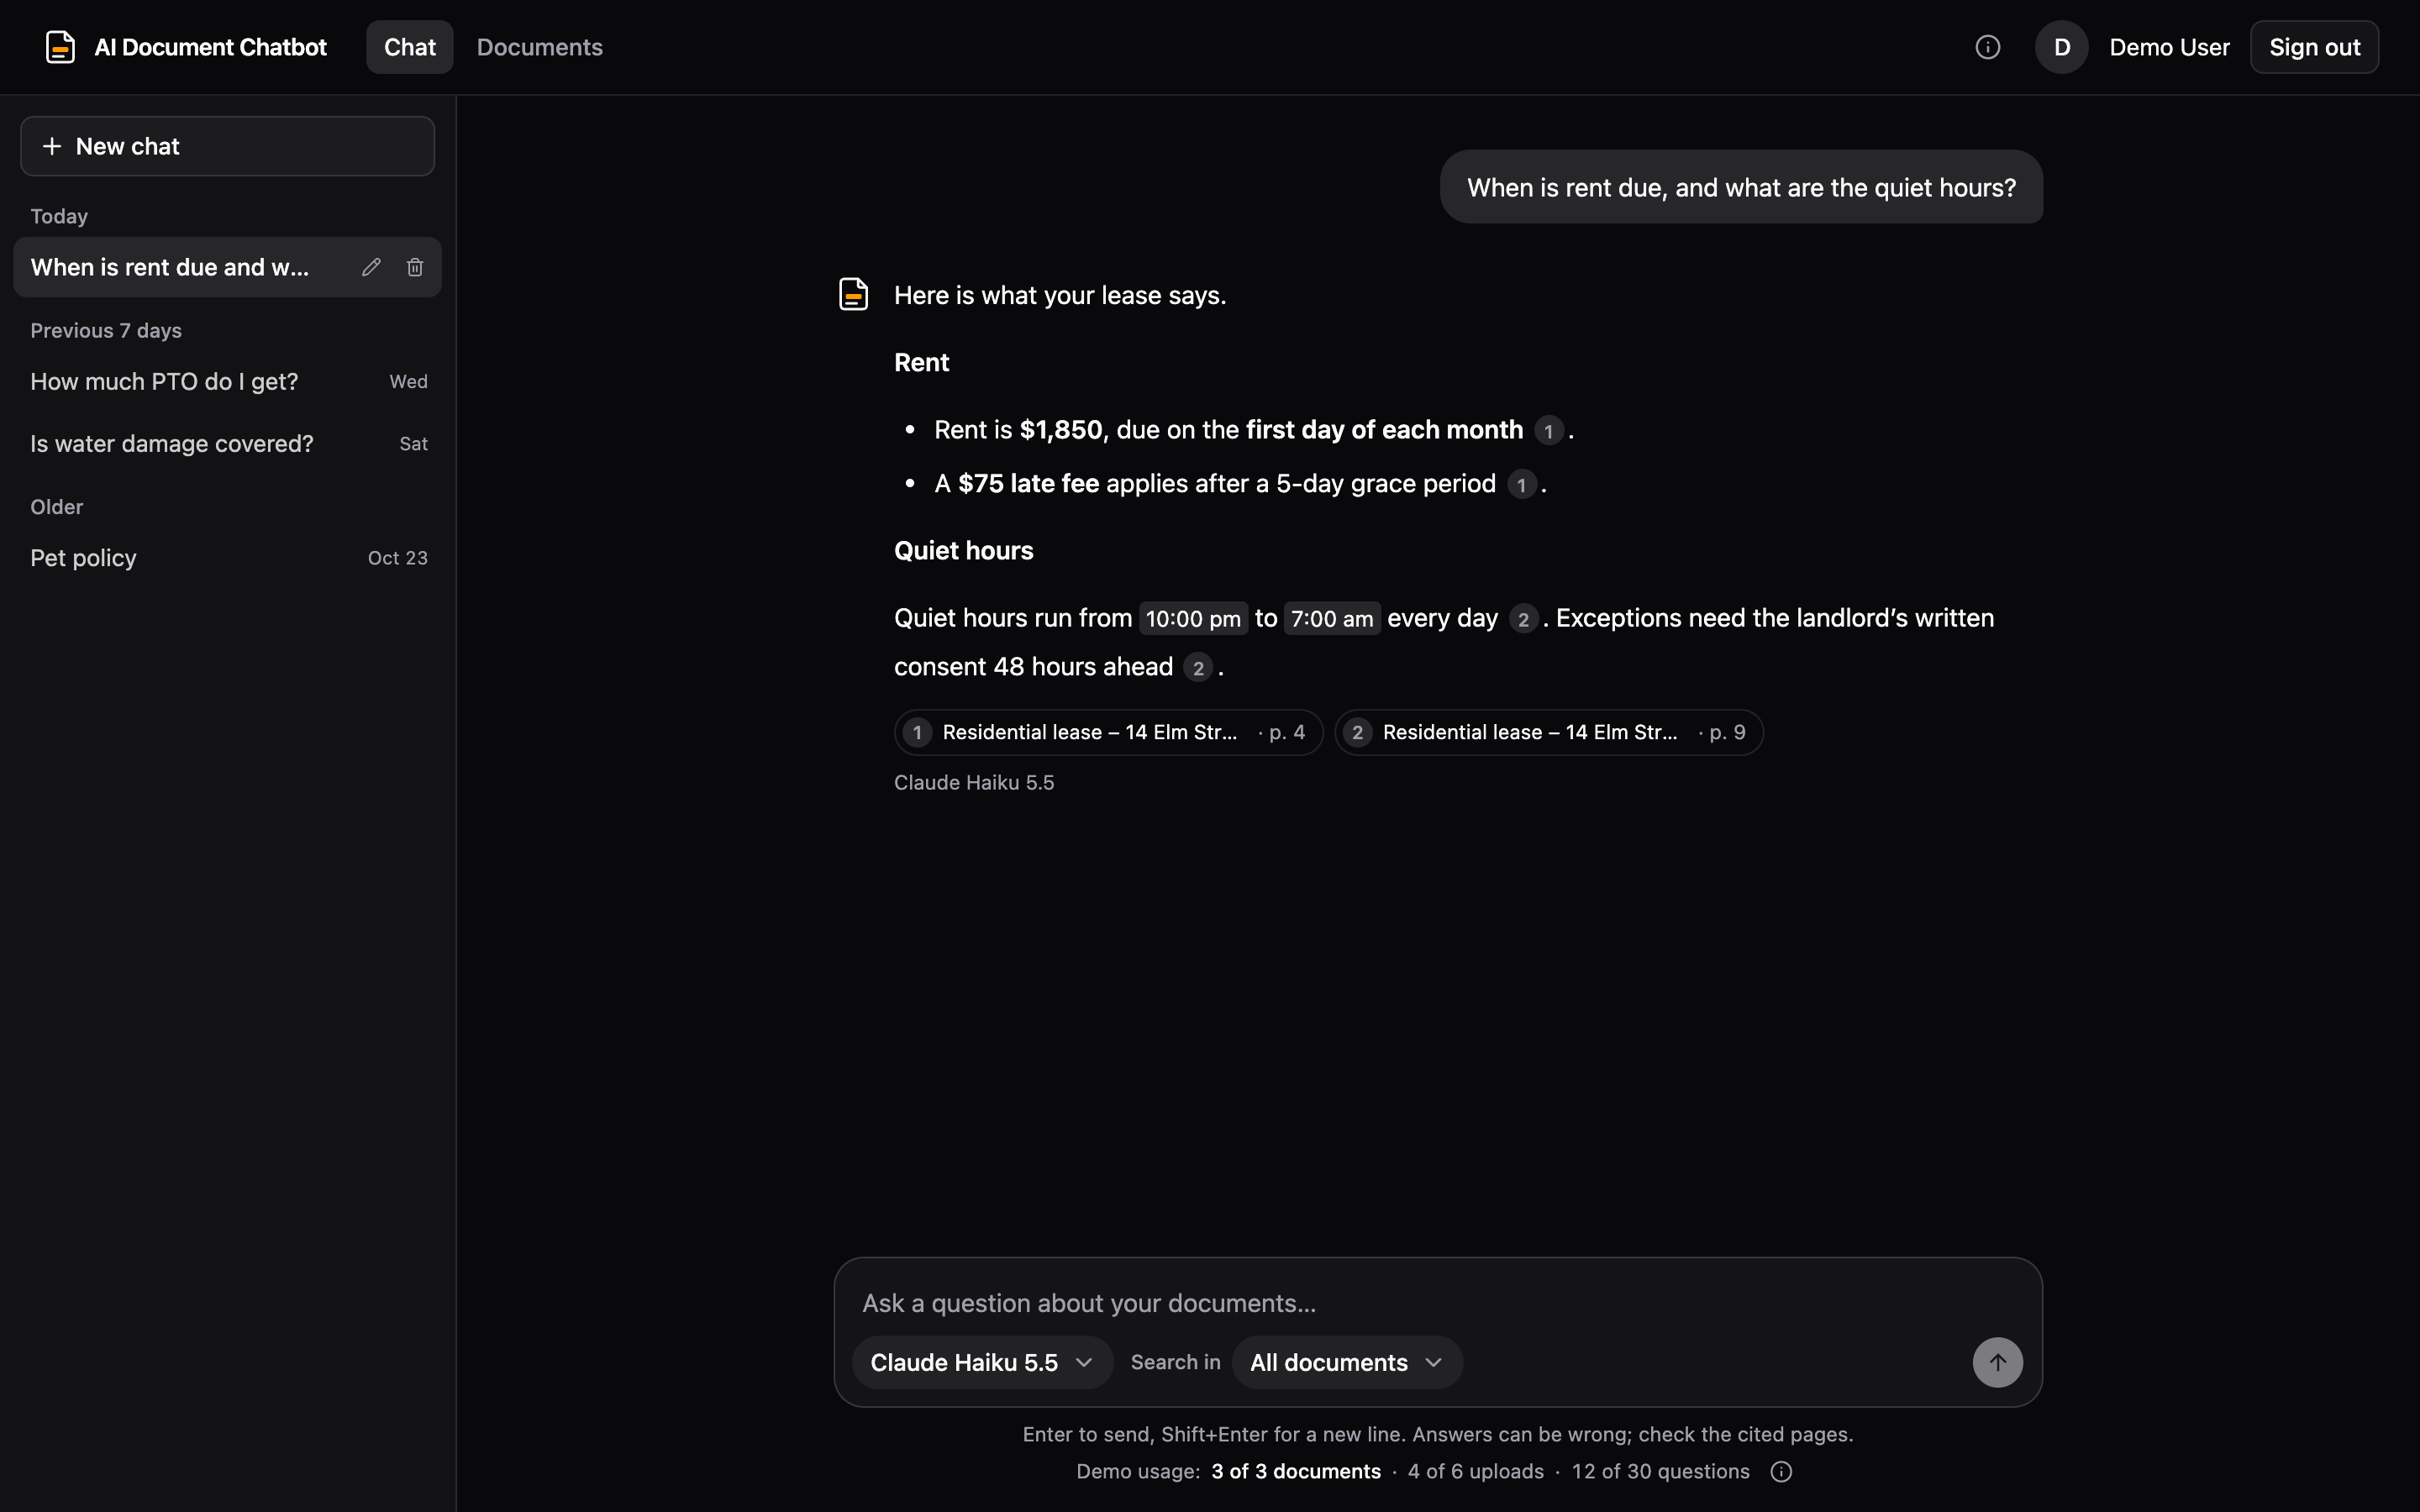 AI Document Chatbot
Chat
Documents
D
Demo User
Sign out
New chat
Today
When is rent due and w...
Previous 7 days
How much PTO do I get?
Wed
Is water damage covered?
Sat
Older
Pet policy
Oct 23
When is rent due, and what are the quiet hours?
Here is what your lease says.
Rent
• Rent is $1,850, due on the first day of each month 1 .
• A $75 late fee applies after a 5-day grace period 1 .
Quiet hours
Quiet hours run from 10:00 pm to 7:00 am every day 2 . Exceptions need the landlord’s written
consent 48 hours ahead 2 .
1 Residential lease – 14 Elm Str... · p. 4
2 Residential lease – 14 Elm Str... · p. 9
Claude Haiku 5.5
Ask a question about your documents...
Claude Haiku 5.5
Search in
All documents
Enter to send, Shift+Enter for a new line. Answers can be wrong; check the cited pages.
Demo usage: 3 of 3 documents · 4 of 6 uploads · 12 of 30 questions